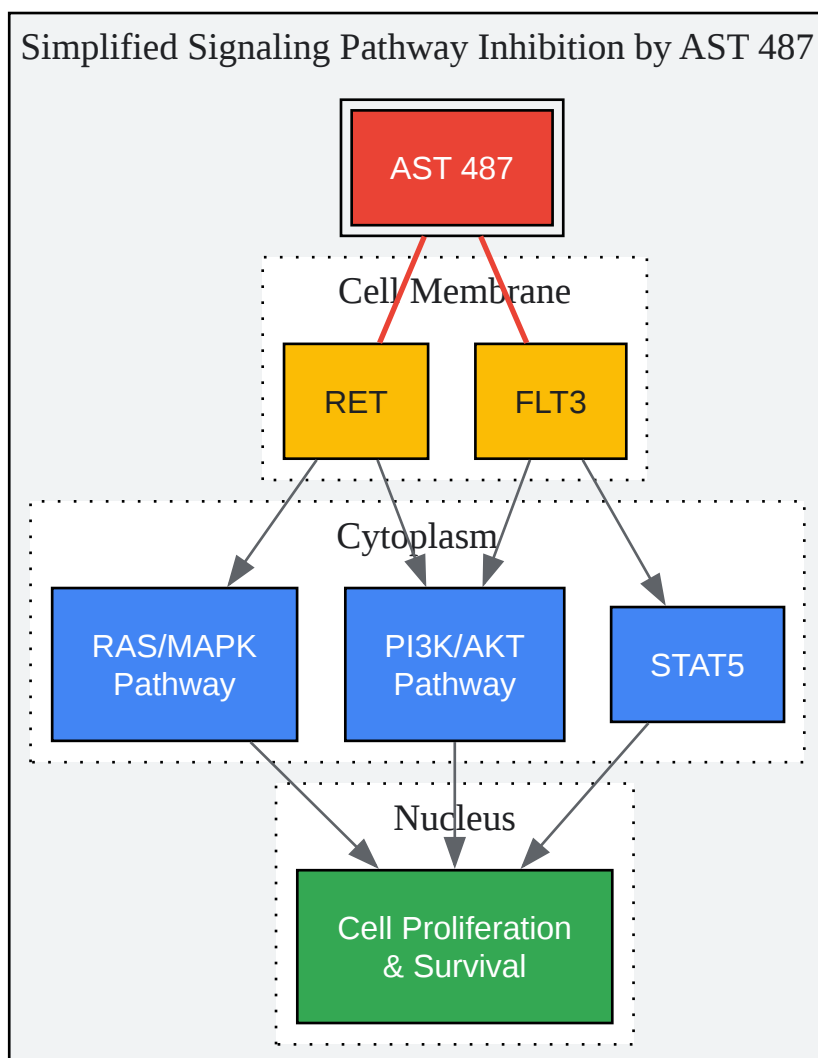 Simplified Signaling Pathway Inhibition by AST 487
AST 487
Cell Membrane
RET
FLT3
Cytoplasm
RAS/MAPK
Pathway
PI3K/AKT
Pathway
STAT5
Nucleus
Cell Proliferation
& Survival